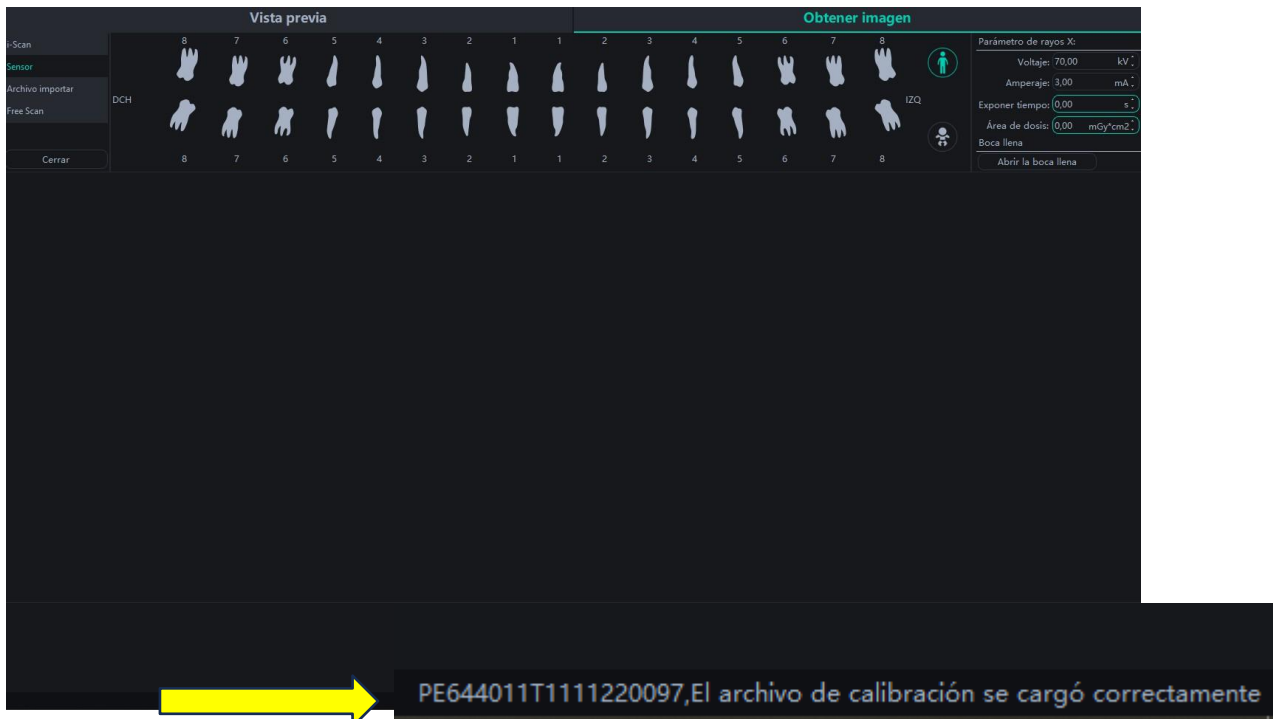 Vista previa
Obtener imagen
i-Scan
Sensor
Archivo importar
Free Scan
Cerrar
8 7 6 5 4 3 2 1 1 2 3 4 5 6 7 8
DCH
IZQ
8 7 6 5 4 3 2 1 1 2 3 4 5 6 7 8
Parámetro de rayos X:
Voltaje: 70,00 kV
Amperaje: 3,00 mA
Exponer tiempo: 0,00 s
Área de dosis: 0,00 mGy*cm2
Boca llena
Abrir la boca llena
PE644011T1111220097,El archivo de calibración se cargó correctamente